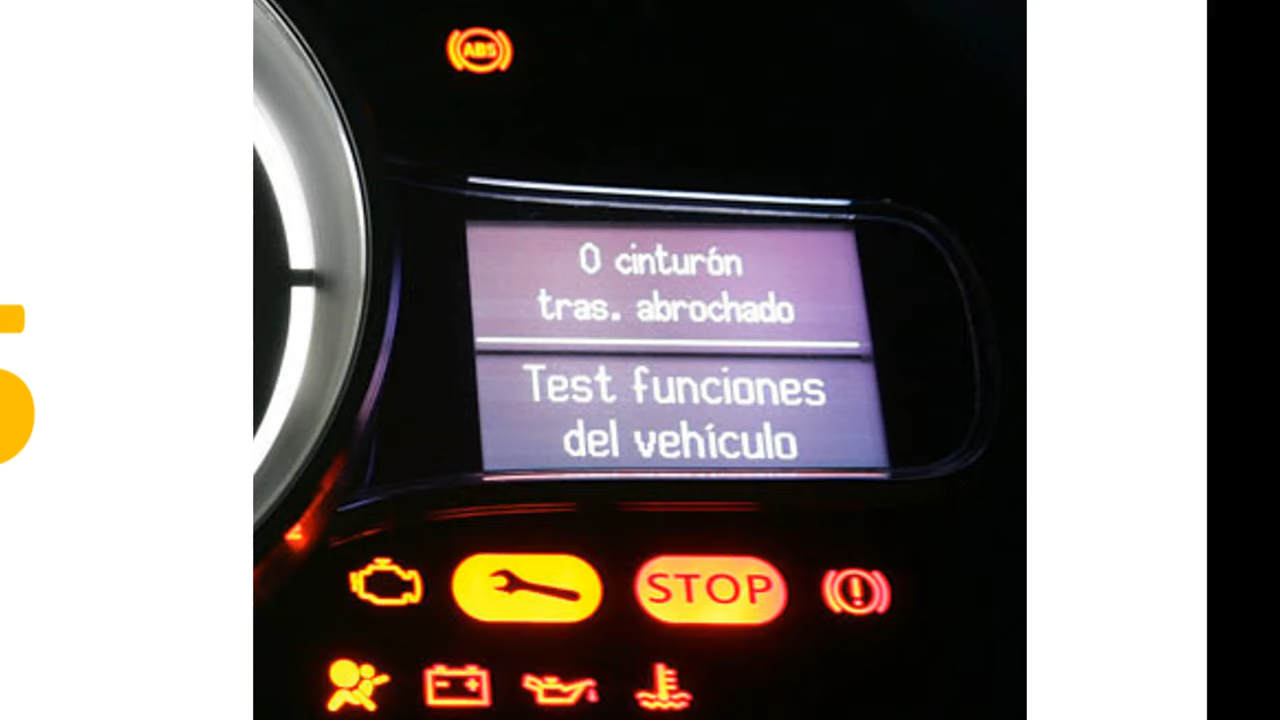 ABS
0 cinturón
tras. abrochado
Test funciones
del vehículo
STOP